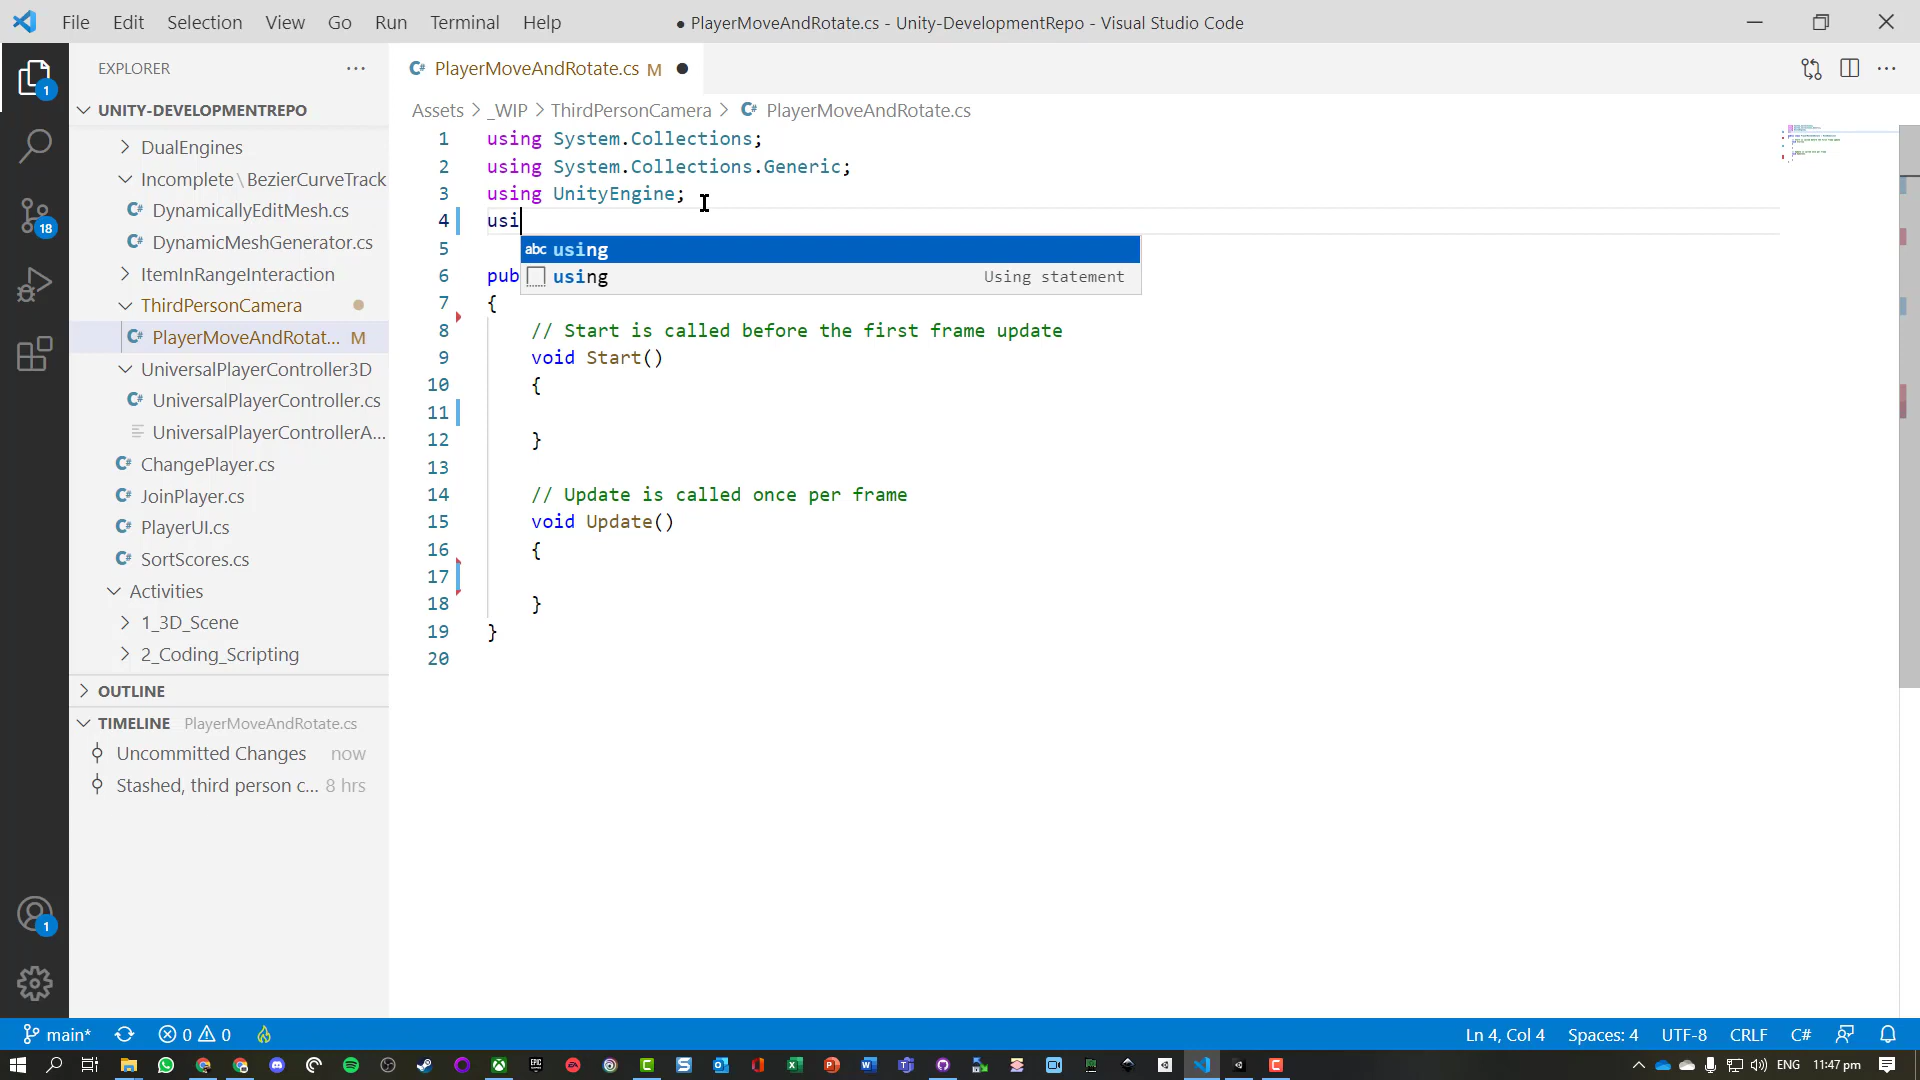 File Edit Selection View Go Run Terminal Help
● PlayerMoveAndRotate.cs - Unity-DevelopmentRepo - Visual Studio Code
EXPLORER
UNITY-DEVELOPMENTREPO
DualEngines
Incomplete\BezierCurveTrack
DynamicallyEditMesh.cs
DynamicMeshGenerator.cs
ItemInRangeInteraction
ThirdPersonCamera
PlayerMoveAndRotat... M
UniversalPlayerController3D
UniversalPlayerController.cs
UniversalPlayerControllerA...
ChangePlayer.cs
JoinPlayer.cs
PlayerUI.cs
SortScores.cs
Activities
1_3D_Scene
2_Coding_Scripting
OUTLINE
TIMELINE PlayerMoveAndRotate.cs
Uncommitted Changes now
Stashed, third person c... 8 hrs
1
18
1
PlayerMoveAndRotate.cs M
Assets > _WIP > ThirdPersonCamera > PlayerMoveAndRotate.cs
1 using System.Collections;
2 using System.Collections.Generic;
3 using UnityEngine;
4 usi
abc using
using Using statement
5
6 pub
7 {
8 // Start is called before the first frame update
9 void Start()
10 {
11
12 }
13
14 // Update is called once per frame
15 void Update()
16 {
17
18 }
19 }
20
main* 0 0
Ln 4, Col 4 Spaces: 4 UTF-8 CRLF C#
ENG 11:47 pm